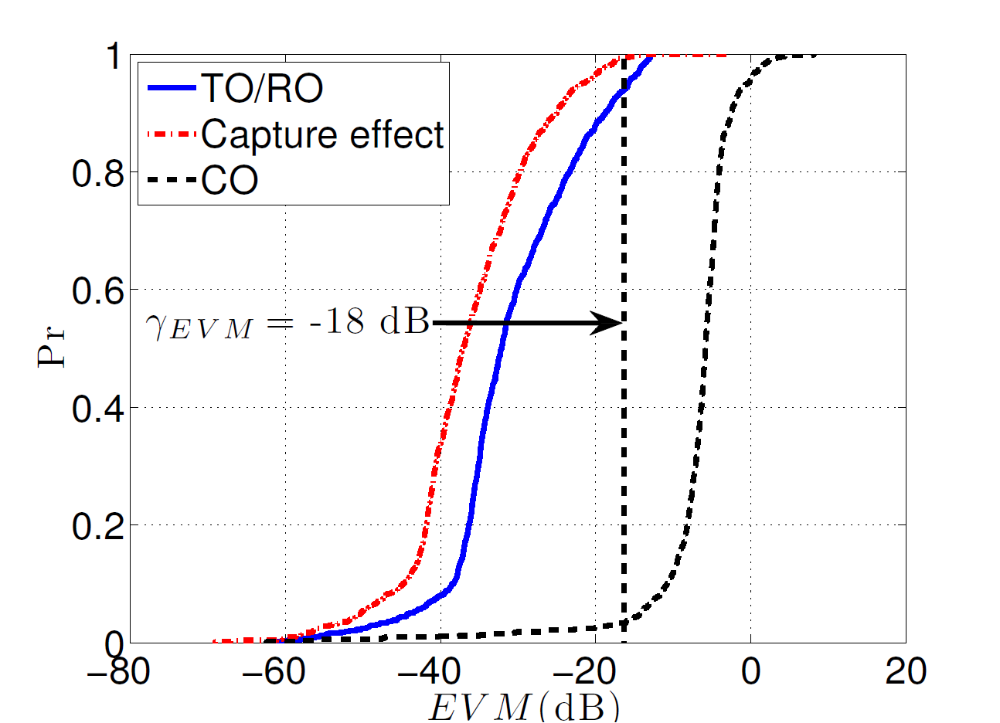 1
0.8
0.6
0.4
0.2
0
Pr
TO/RO
Capture effect
CO
γEVM = -18 dB
−80 −60 −40 −20 0 20
EVM(dB)